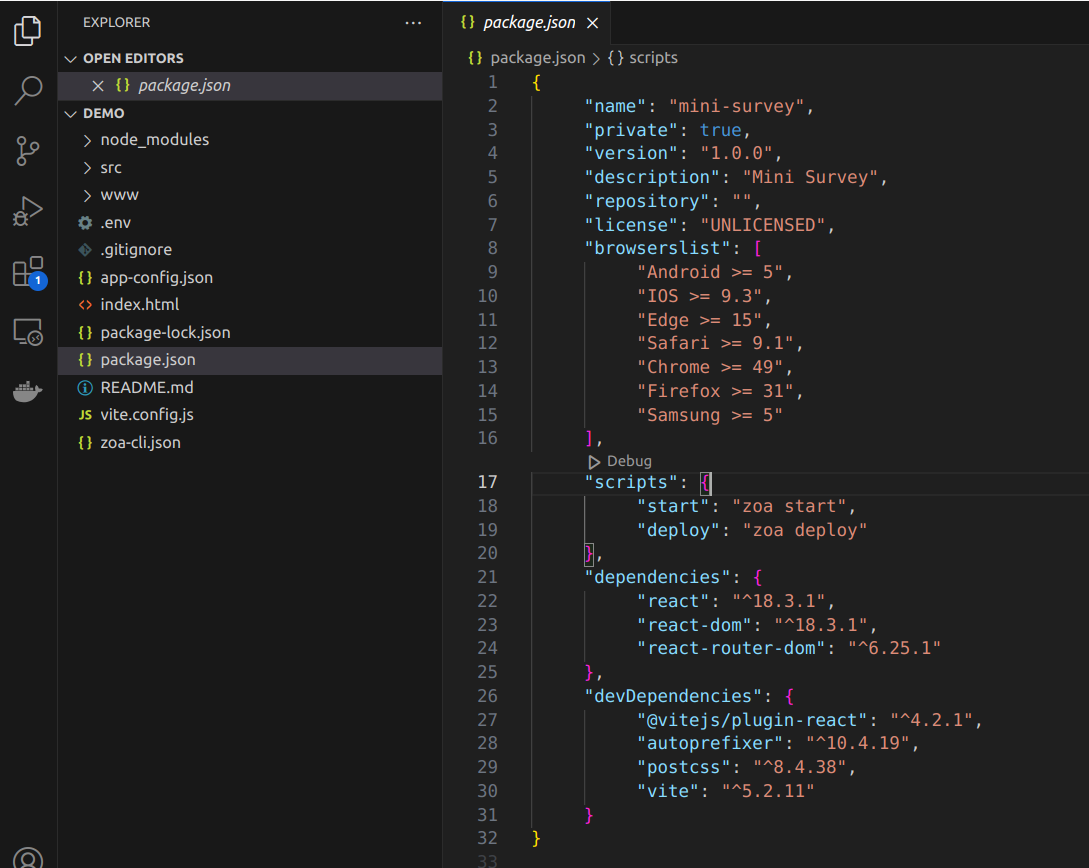 EXPLORER
OPEN EDITORS
package.json
DEMO
node_modules
src
www
.env
.gitignore
app-config.json
index.html
package-lock.json
package.json
README.md
JS vite.config.js
zoa-cli.json
1
{} package.json ×
{} package.json > {} scripts
1 {
2 "name": "mini-survey",
3 "private": true,
4 "version": "1.0.0",
5 "description": "Mini Survey",
6 "repository": "",
7 "license": "UNLICENSED",
8 "browserslist": [
9 "Android >= 5",
10 "IOS >= 9.3",
11 "Edge >= 15",
12 "Safari >= 9.1",
13 "Chrome >= 49",
14 "Firefox >= 31",
15 "Samsung >= 5"
16 ],
Debug
17 "scripts": {
18 "start": "zoa start",
19 "deploy": "zoa deploy"
20 },
21 "dependencies": {
22 "react": "^18.3.1",
23 "react-dom": "^18.3.1",
24 "react-router-dom": "^6.25.1"
25 },
26 "devDependencies": {
27 "@vitejs/plugin-react": "^4.2.1",
28 "autoprefixer": "^10.4.19",
29 "postcss": "^8.4.38",
30 "vite": "^5.2.11"
31 }
32 }
33